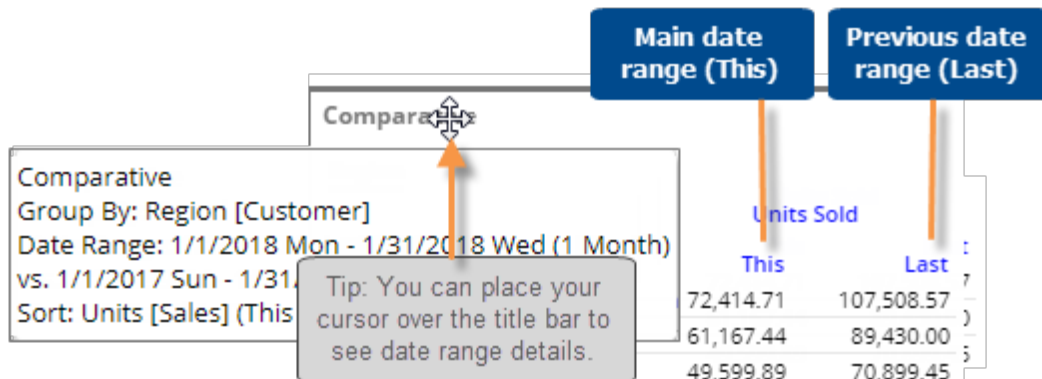 Main date
range (This)
Previous date
range (Last)
Comparative
Comparative
Group By: Region [Customer]
Date Range: 1/1/2018 Mon - 1/31/2018 Wed (1 Month)
vs. 1/1/2017 Sun - 1/31/
Sort: Units [Sales] (This
Tip: You can place your
cursor over the title bar to
see date range details.
Units Sold
This Last
72,414.71 107,508.57
61,167.44 89,430.00
49,599.89 70,899.45